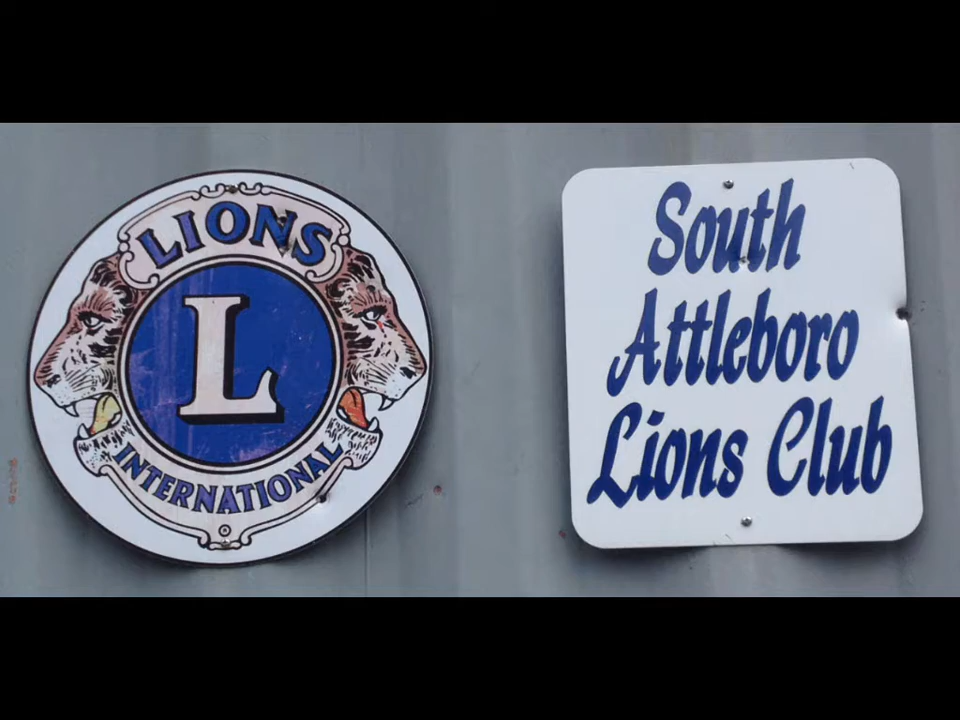 LIONS
L
INTERNATIONAL
South
Attleboro
Lions Club